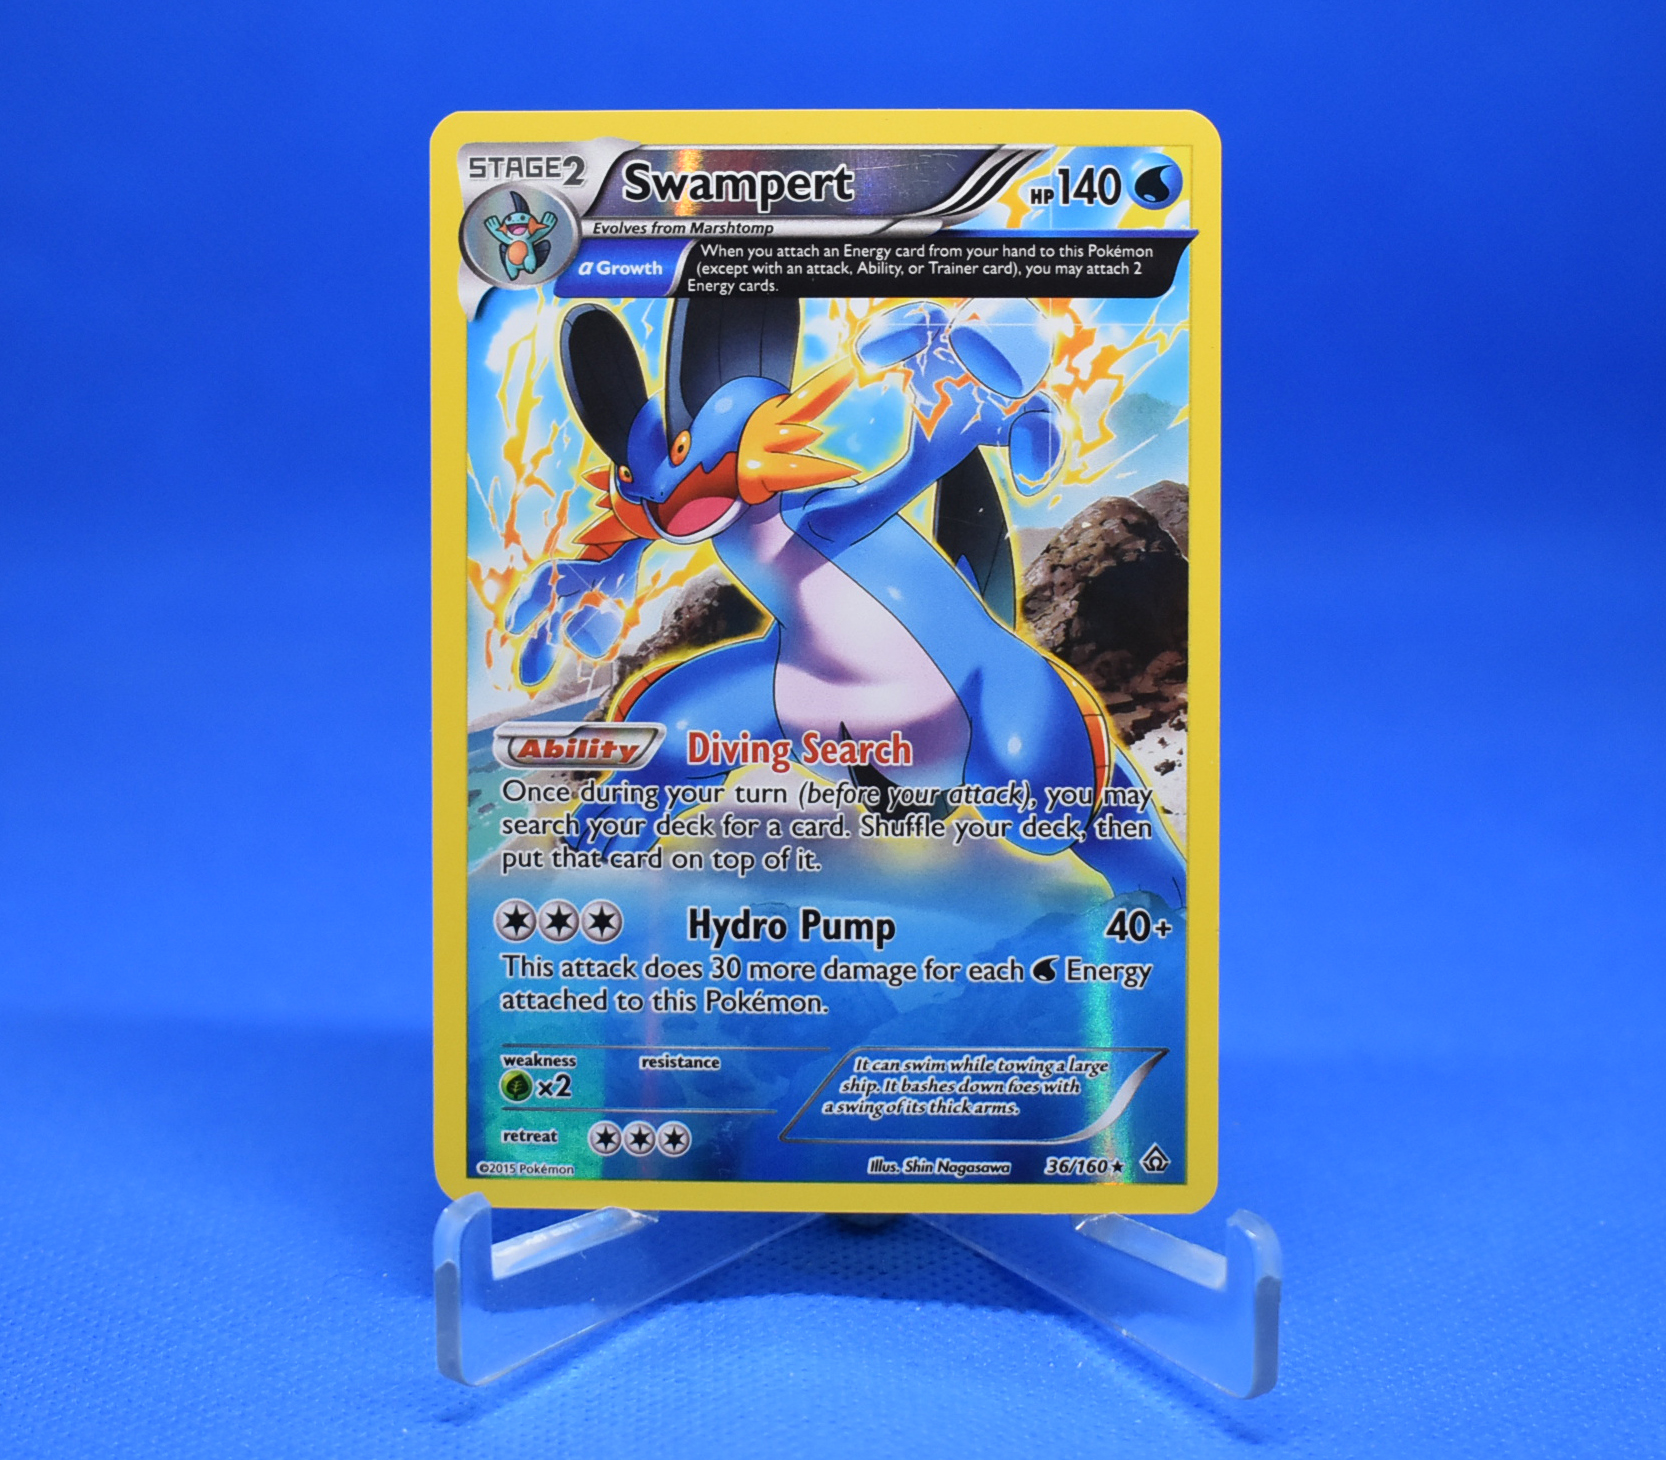 STAGE2
Swampert
HP140
Evolves from Marshtomp
α Growth
When you attach an Energy card from your hand to this Pokémon
(except with an attack, Ability, or Trainer card), you may attach 2
Energy cards.
Ability
Diving Search
Once during your turn (before your attack), you may
search your deck for a card. Shuffle your deck, then
put that card on top of it.
Hydro Pump
40+
This attack does 30 more damage for each Energy
attached to this Pokémon.
weakness
×2
resistance
It can swim while towing a large
ship. It bashes down foes with
a swing of its thick arms.
retreat
©2015 Pokémon
Illus. Shin Nagasawa
36/160★